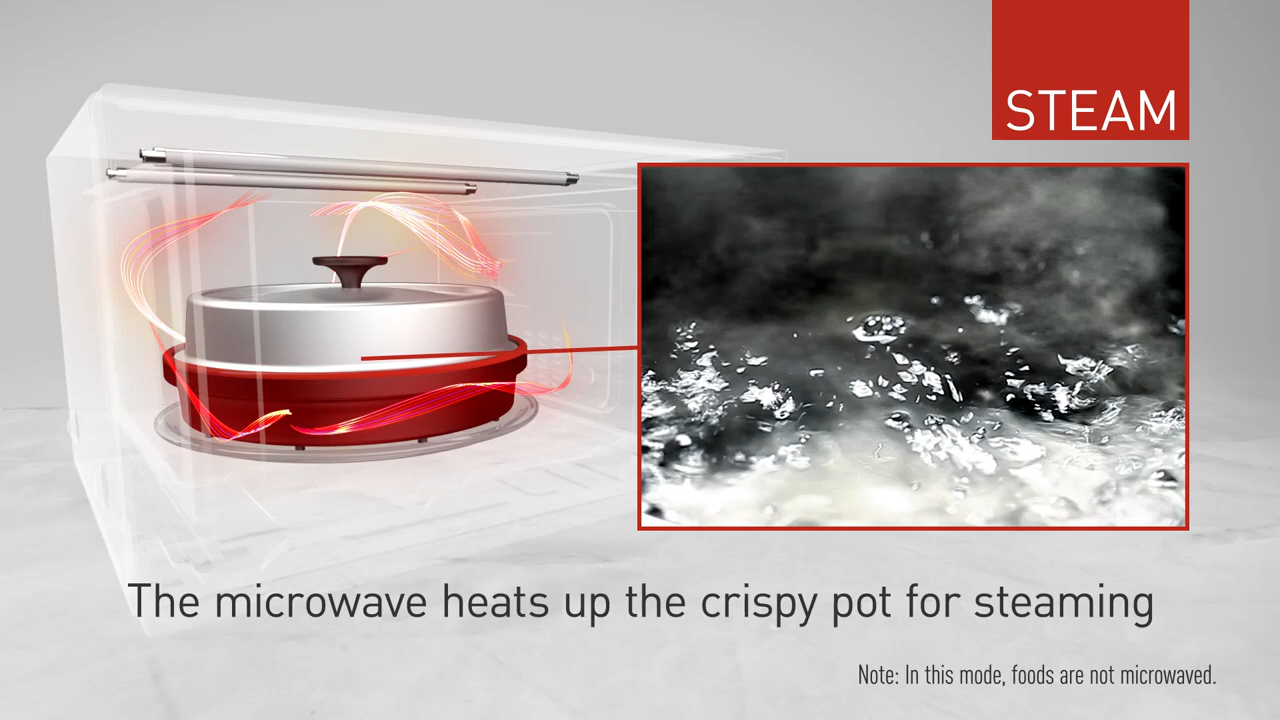 STEAM
The microwave heats up the crispy pot for steaming
Note: In this mode, foods are not microwaved.